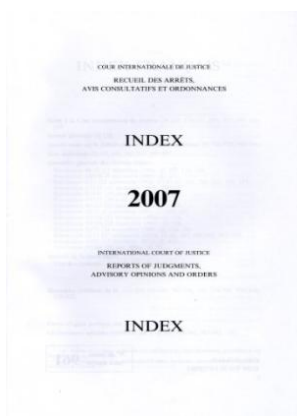 COUR INTERNATIONALE DE JUSTICE
RECUEIL DES ARRÊTS,
AVIS CONSULTATIFS ET ORDONNANCES
INDEX
2007
INTERNATIONAL COURT OF JUSTICE
REPORTS OF JUDGMENTS,
ADVISORY OPINIONS AND ORDERS
INDEX